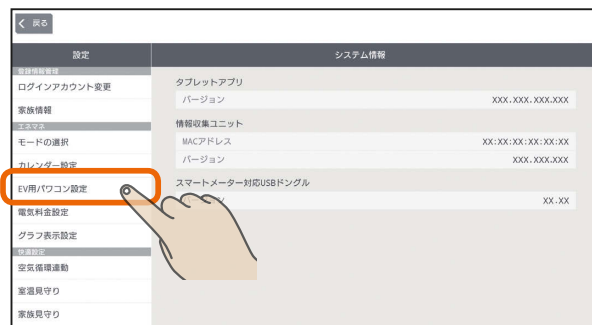 戻る
設定
システム情報
登録情報管理
ログインアカウント変更
家族情報
エネマネ
モードの選択
カレンダー設定
EV用パワコン設定
電気料金設定
グラフ表示設定
快適設定
空気循環連動
室温見守り
家族見守り
タブレットアプリ
バージョン XXX.XXX.XXX.XXX
情報収集ユニット
MACアドレス XX:XX:XX:XX:XX:XX
バージョン XXX.XXX.XXX
スマートメーター対応USBドングル
XX.XX